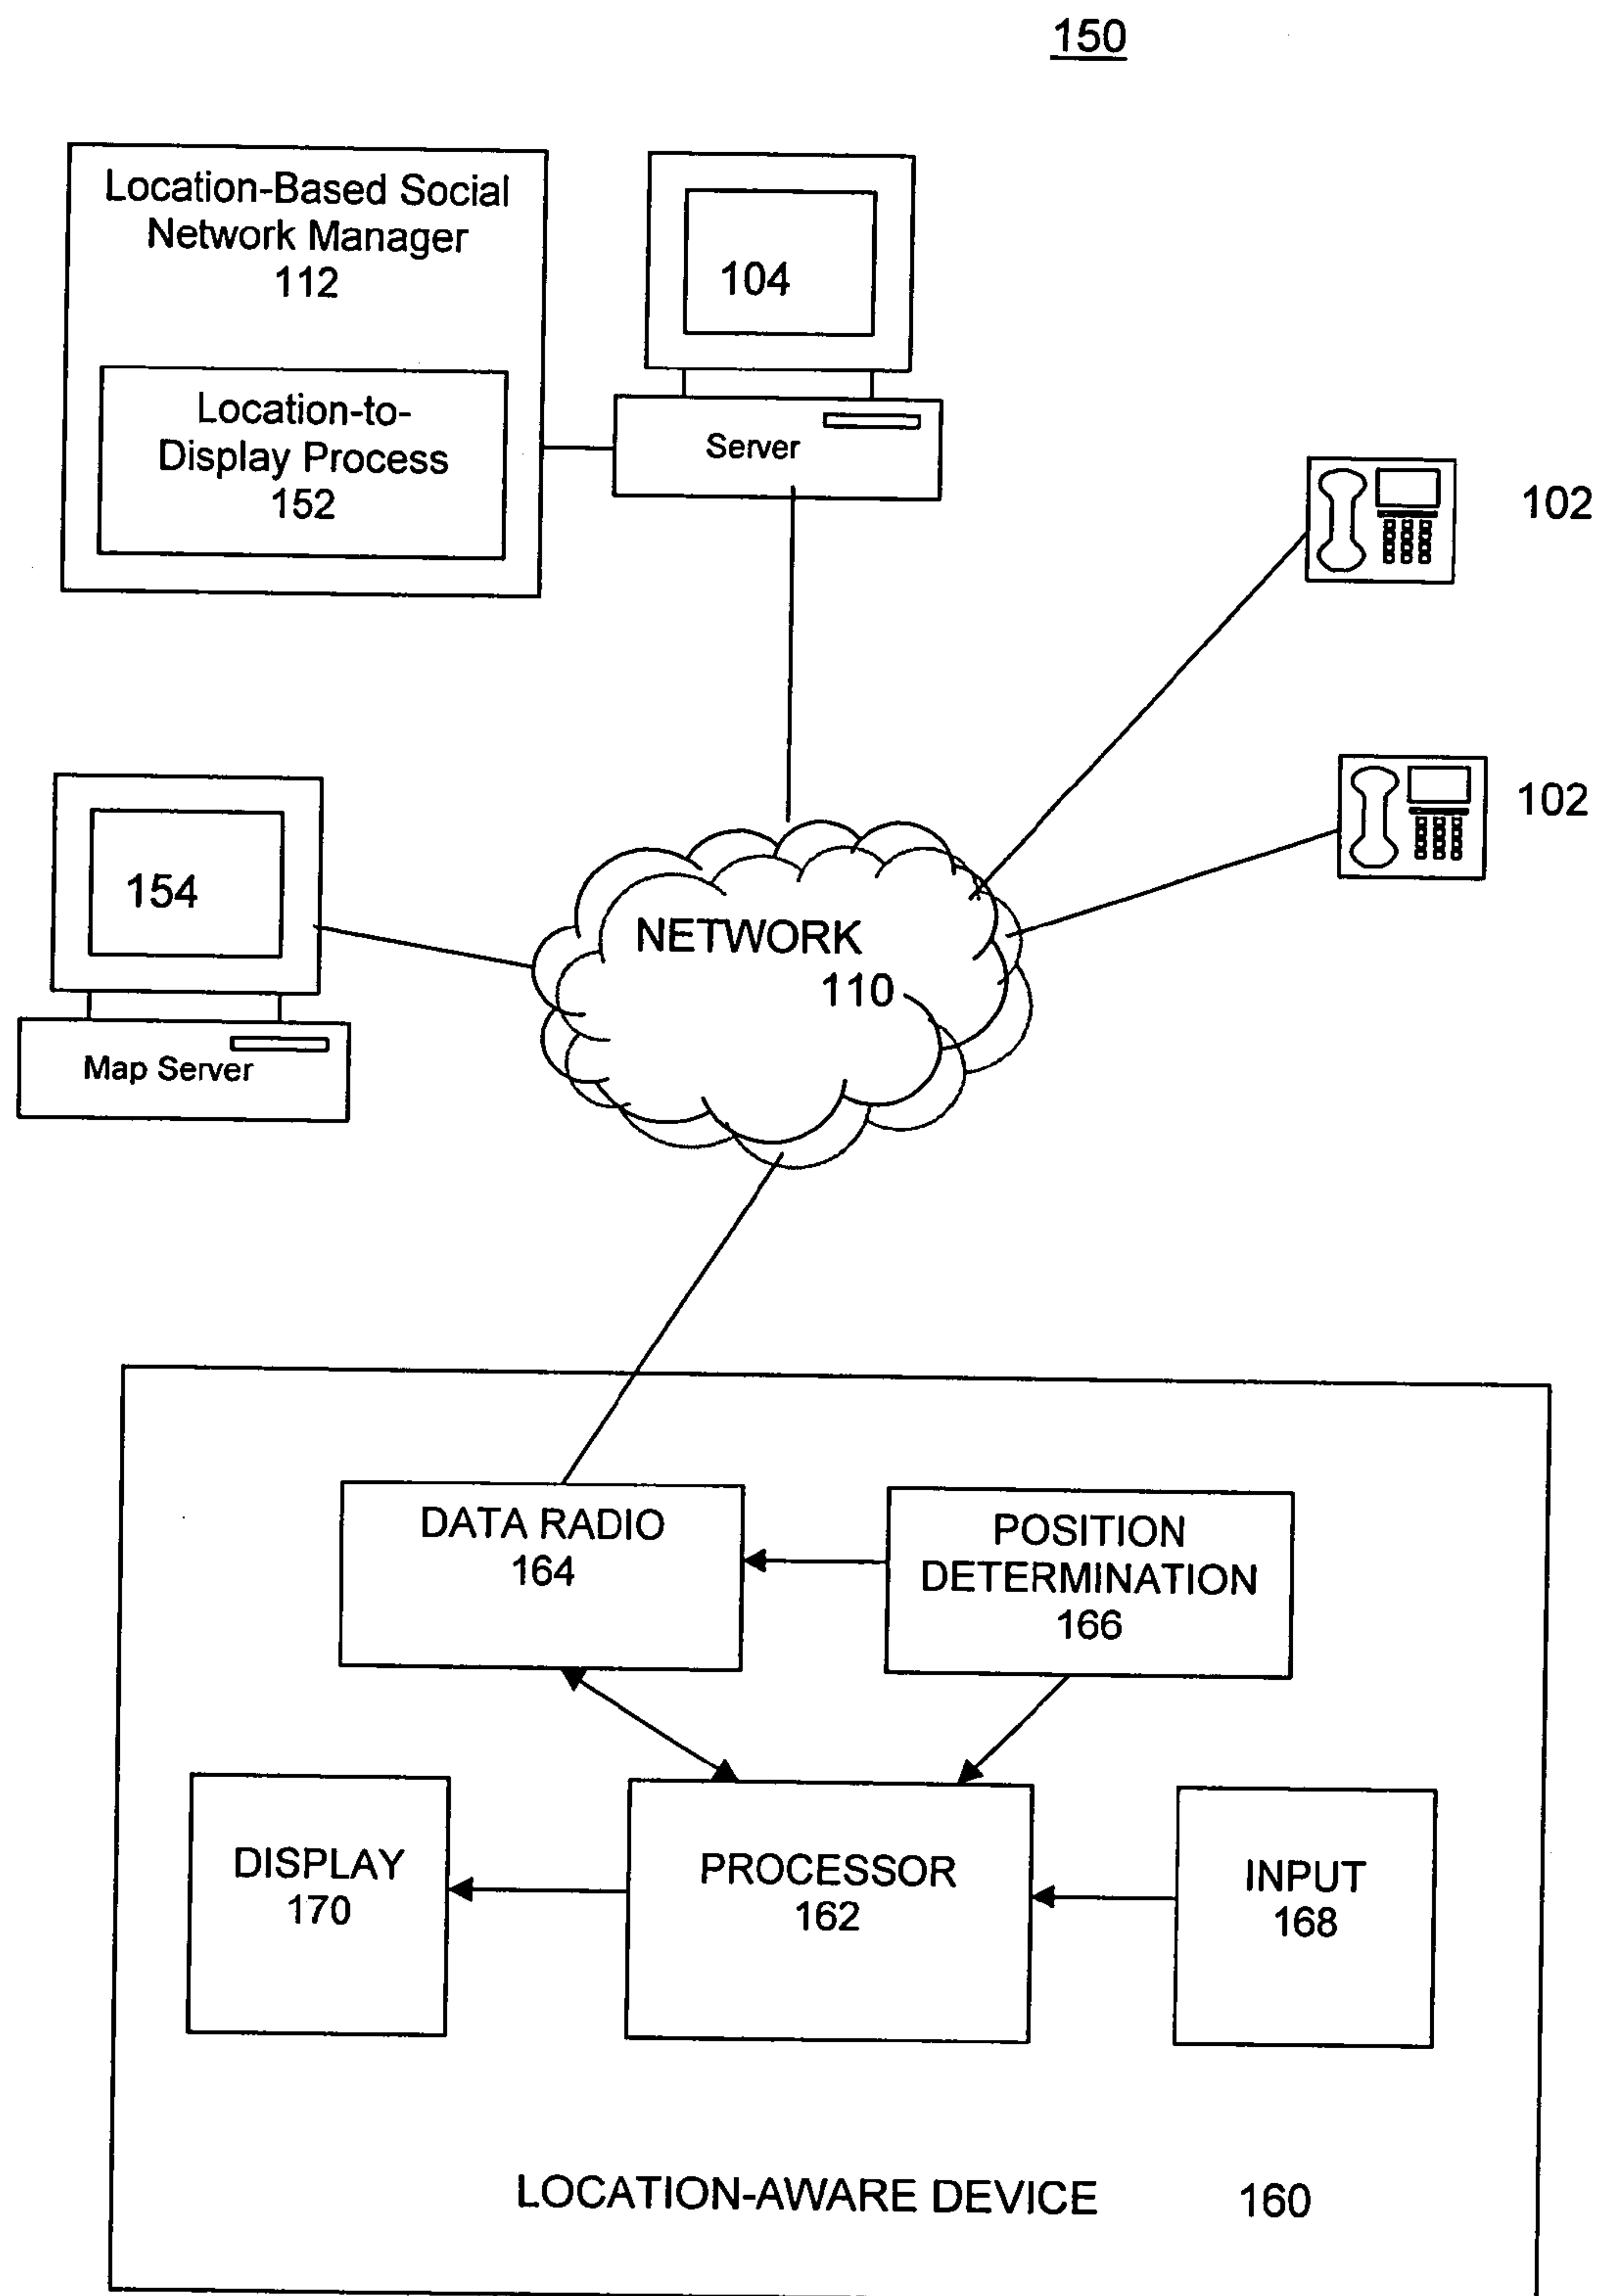 150
Location-Based Social
Network Manager
112
Location-to-
Display Process
152
104
Server
102
102
154
Map Server
NETWORK
110
DATA RADIO
164
POSITION
DETERMINATION
166
DISPLAY
170
PROCESSOR
162
INPUT
168
LOCATION-AWARE DEVICE 160